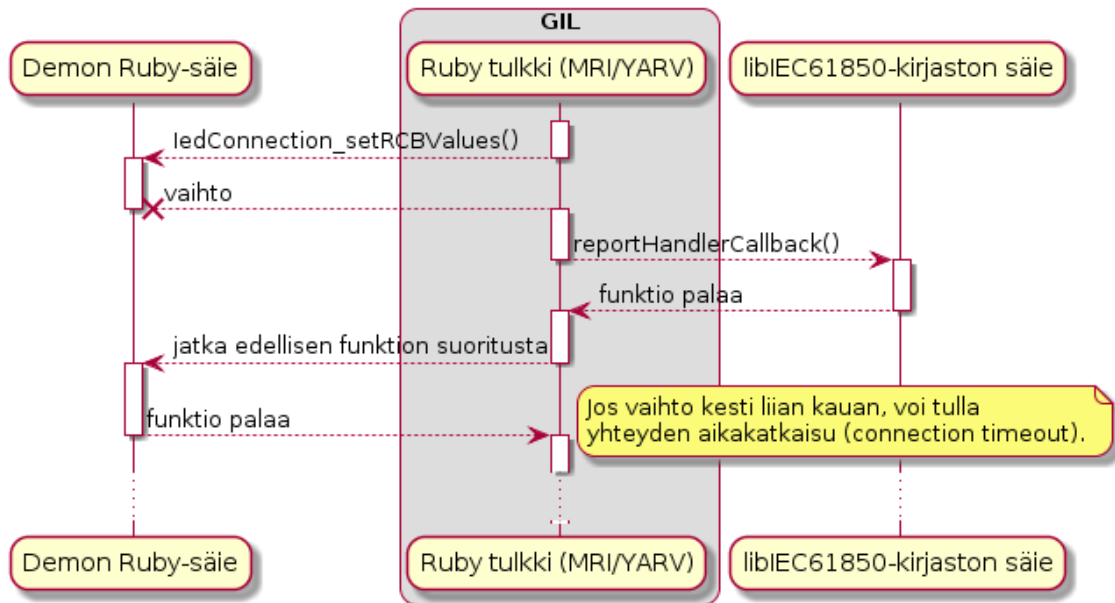 GIL
Demon Ruby-säie
Ruby tulkki (MRI/YARV)
libIEC61850-kirjaston säie
IedConnection_setRCBValues()
vaihto
reportHandlerCallback()
funktio palaa
jatka edellisen funktion suoritusta
Jos vaihto kesti liian kauan, voi tulla
yhteyden aikakatkaisu (connection timeout).
funktio palaa
Demon Ruby-säie
Ruby tulkki (MRI/YARV)
libIEC61850-kirjaston säie